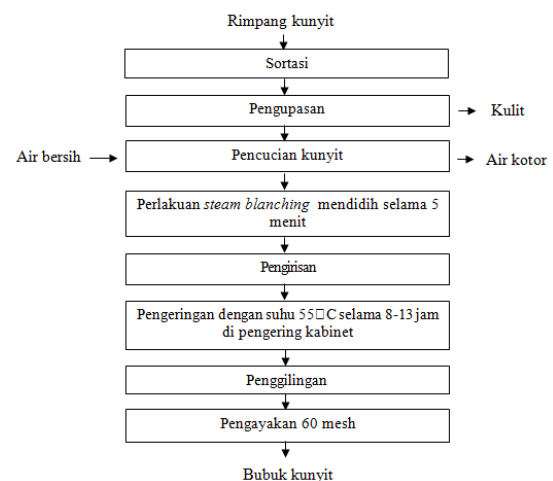 Rimpang kunyit
Sortasi
Pengupasan
Kulit
Air bersih
Pencucian kunyit
Air kotor
Perlakuan steam blanching mendidih selama 5
menit
Pengirisan
Pengeringan dengan suhu 55□C selama 8-13 jam
di pengering kabinet
Penggilingan
Pengayakan 60 mesh
Bubuk kunyit